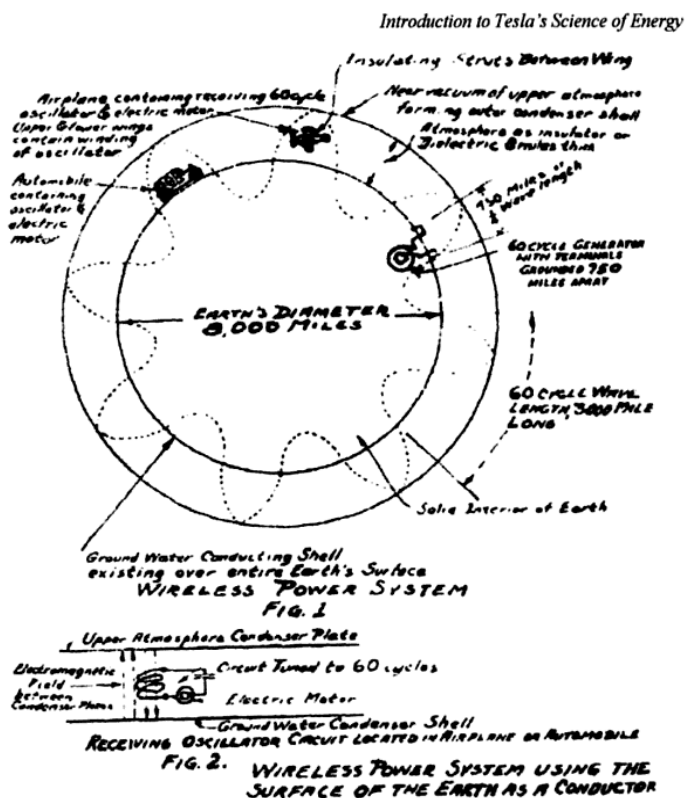 Introduction to Tesla's Science of Energy
Insulating Struts Between Wing
Airplane containing receiving 60 cycle
oscillator & electric motor
Upper & lower wings
contain winding
of oscillator
Near vacuum of upper atmosphere
forming outer condenser shell
Atmosphere as insulator or
Dielectric 6 miles thick
Automobile
containing
oscillator &
electric
motor
750 Miles or
¼ wave length
60 CYCLE GENERATOR
WITH TERMINALS
GROUNDED 750
MILES APART
EARTH'S DIAMETER
8,000 MILES
60 CYCLE WAVE
LENGTH, 3000 MILE
LONG
Solid Interior of Earth
Ground Water Conducting Shell
existing over entire Earth's Surface
WIRELESS POWER SYSTEM
FIG. 1
Upper Atmosphere Condenser Plate
Electromagnetic
Field
between
Condenser Plates
Circuit Tuned to 60 cycles
Electric Motor
Ground Water Condenser Shell
RECEIVING OSCILLATOR CIRCUIT LOCATED IN AIRPLANE OR AUTOMOBILE
FIG. 2.
WIRELESS POWER SYSTEM USING THE
SURFACE OF THE EARTH AS A CONDUCTOR